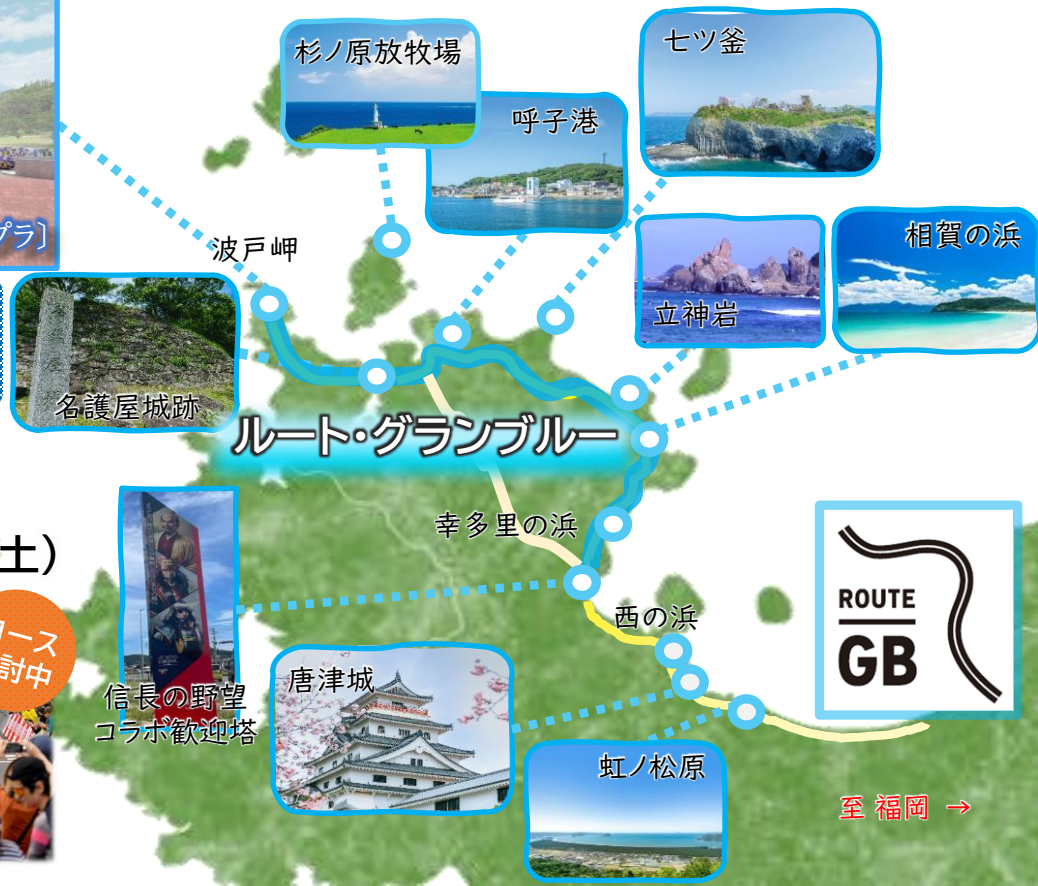 杉ノ原放牧場
七ツ釜
呼子港
プラ〕
波戸岬
相賀の浜
立神岩
名護屋城跡
ルート・グランブルー
幸多里の浜
土）
ROUTE
GB
コース
討中
西の浜
唐津城
信長の野望
コラボ歓迎塔
虹ノ松原
至 福岡 →